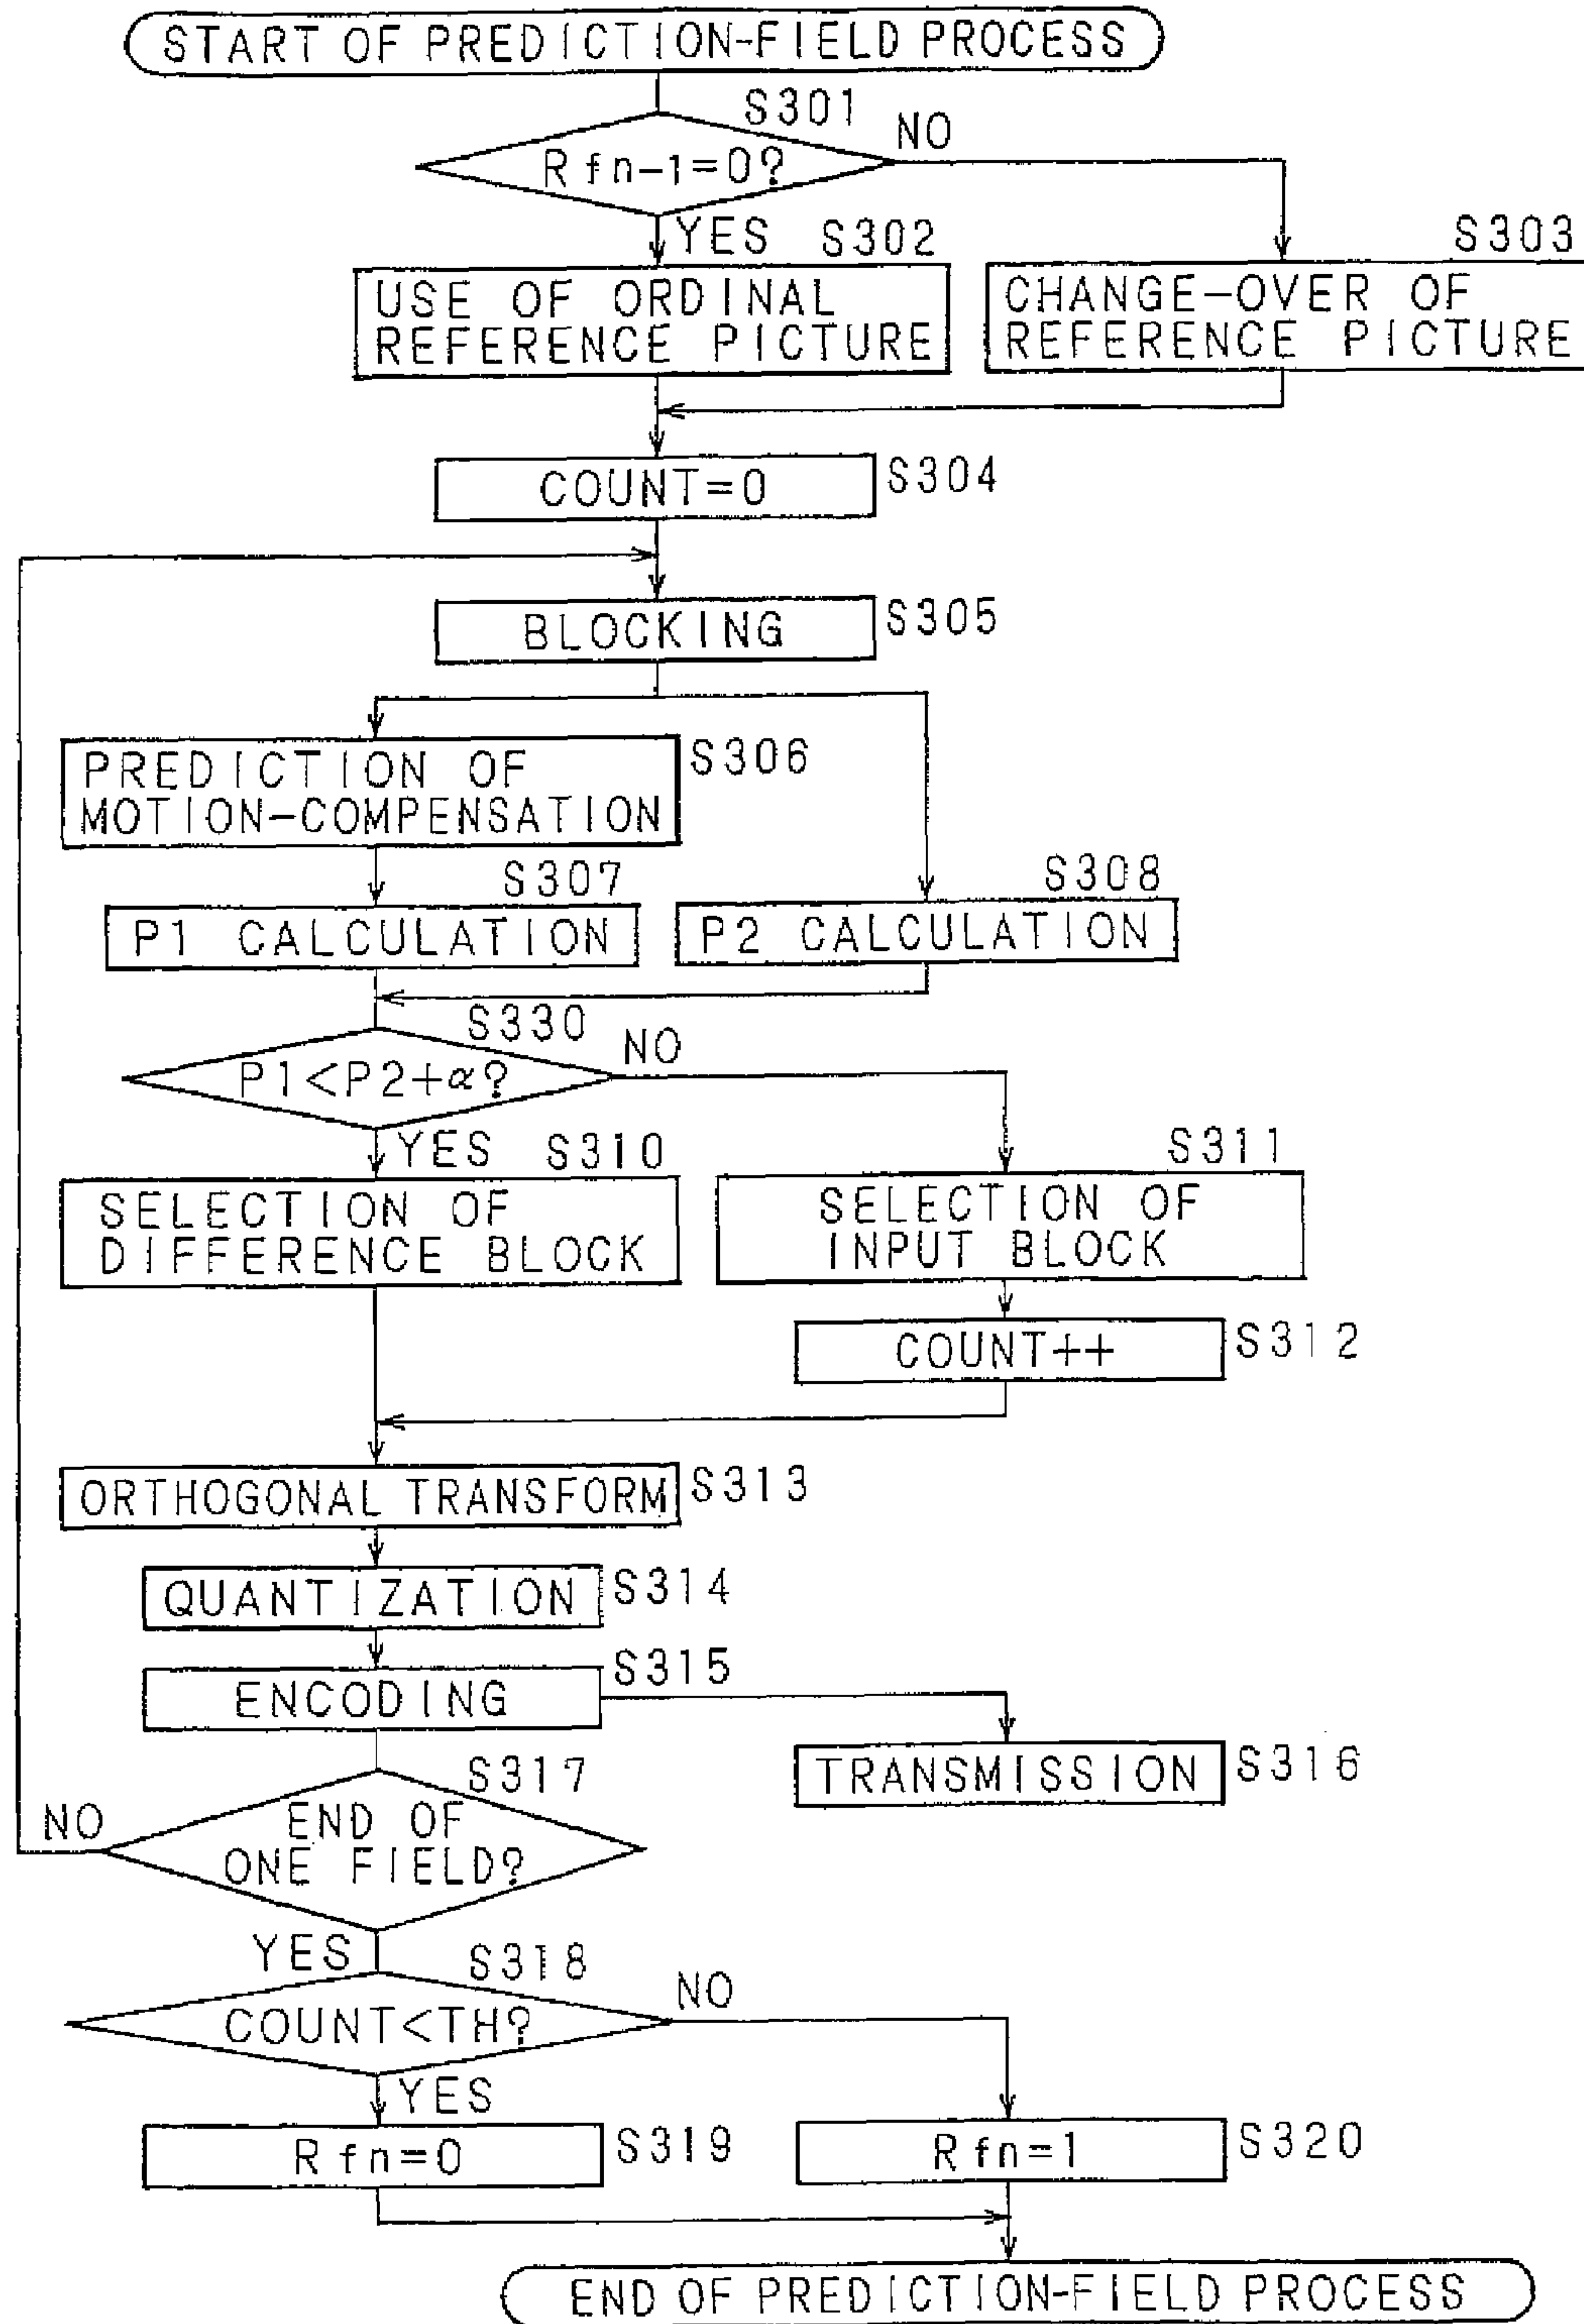 START OF PREDICTION-FIELD PROCESS
S301
Rfn-1=0?
NO
YES
S302
S303
USE OF ORDINAL
REFERENCE PICTURE
CHANGE-OVER OF
REFERENCE PICTURE
COUNT=0
S304
BLOCKING
S305
PREDICTION OF
MOTION-COMPENSATION
S306
S307
S308
P1 CALCULATION
P2 CALCULATION
S330
P1<P2+α?
NO
YES
S310
S311
SELECTION OF
DIFFERENCE BLOCK
SELECTION OF
INPUT BLOCK
COUNT++
S312
ORTHOGONAL TRANSFORM
S313
QUANTIZATION
S314
ENCODING
S315
TRANSMISSION
S316
S317
END OF
ONE FIELD?
NO
YES
S318
COUNT<TH?
NO
YES
Rfn=0
S319
Rfn=1
S320
END OF PREDICTION-FIELD PROCESS